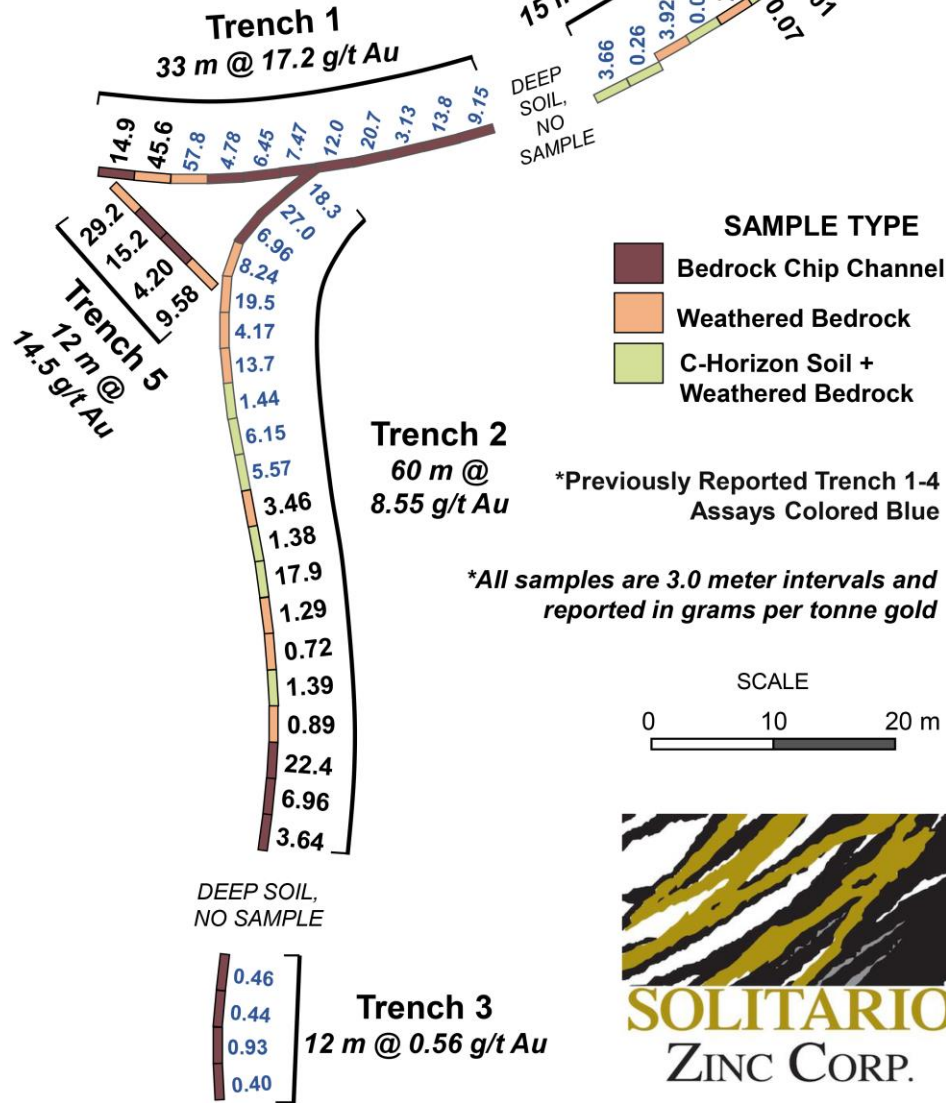 Trench 1
33 m @ 17.2 g/t Au
14.9
45.6
57.8
4.78
6.45
7.47
12.0
20.7
3.13
13.8
9.15
DEEP
SOIL,
NO
SAMPLE
3.66
0.26
3.92
0.07
29.2
15.2
4.20
9.58
Trench 5
12 m @
14.5 g/t Au
18.3
27.0
6.96
8.24
19.5
4.17
13.7
1.44
6.15
5.57
3.46
1.38
17.9
1.29
0.72
1.39
0.89
22.4
6.96
3.64
Trench 2
60 m @
8.55 g/t Au
SAMPLE TYPE
Bedrock Chip Channel
Weathered Bedrock
C-Horizon Soil +
Weathered Bedrock
*Previously Reported Trench 1-4
Assays Colored Blue
*All samples are 3.0 meter intervals and
reported in grams per tonne gold
SCALE
0 10 20 m
DEEP SOIL,
NO SAMPLE
0.46
0.44
0.93
0.40
Trench 3
12 m @ 0.56 g/t Au
SOLITARIO
ZINC CORP.